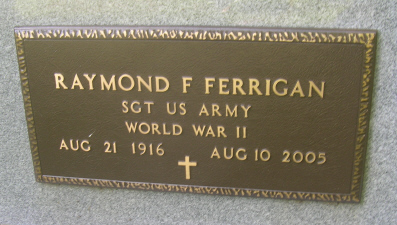 RAYMOND F FERRIGAN
SGT US ARMY
WORLD WAR II
AUG 21 1916 AUG 10 2005